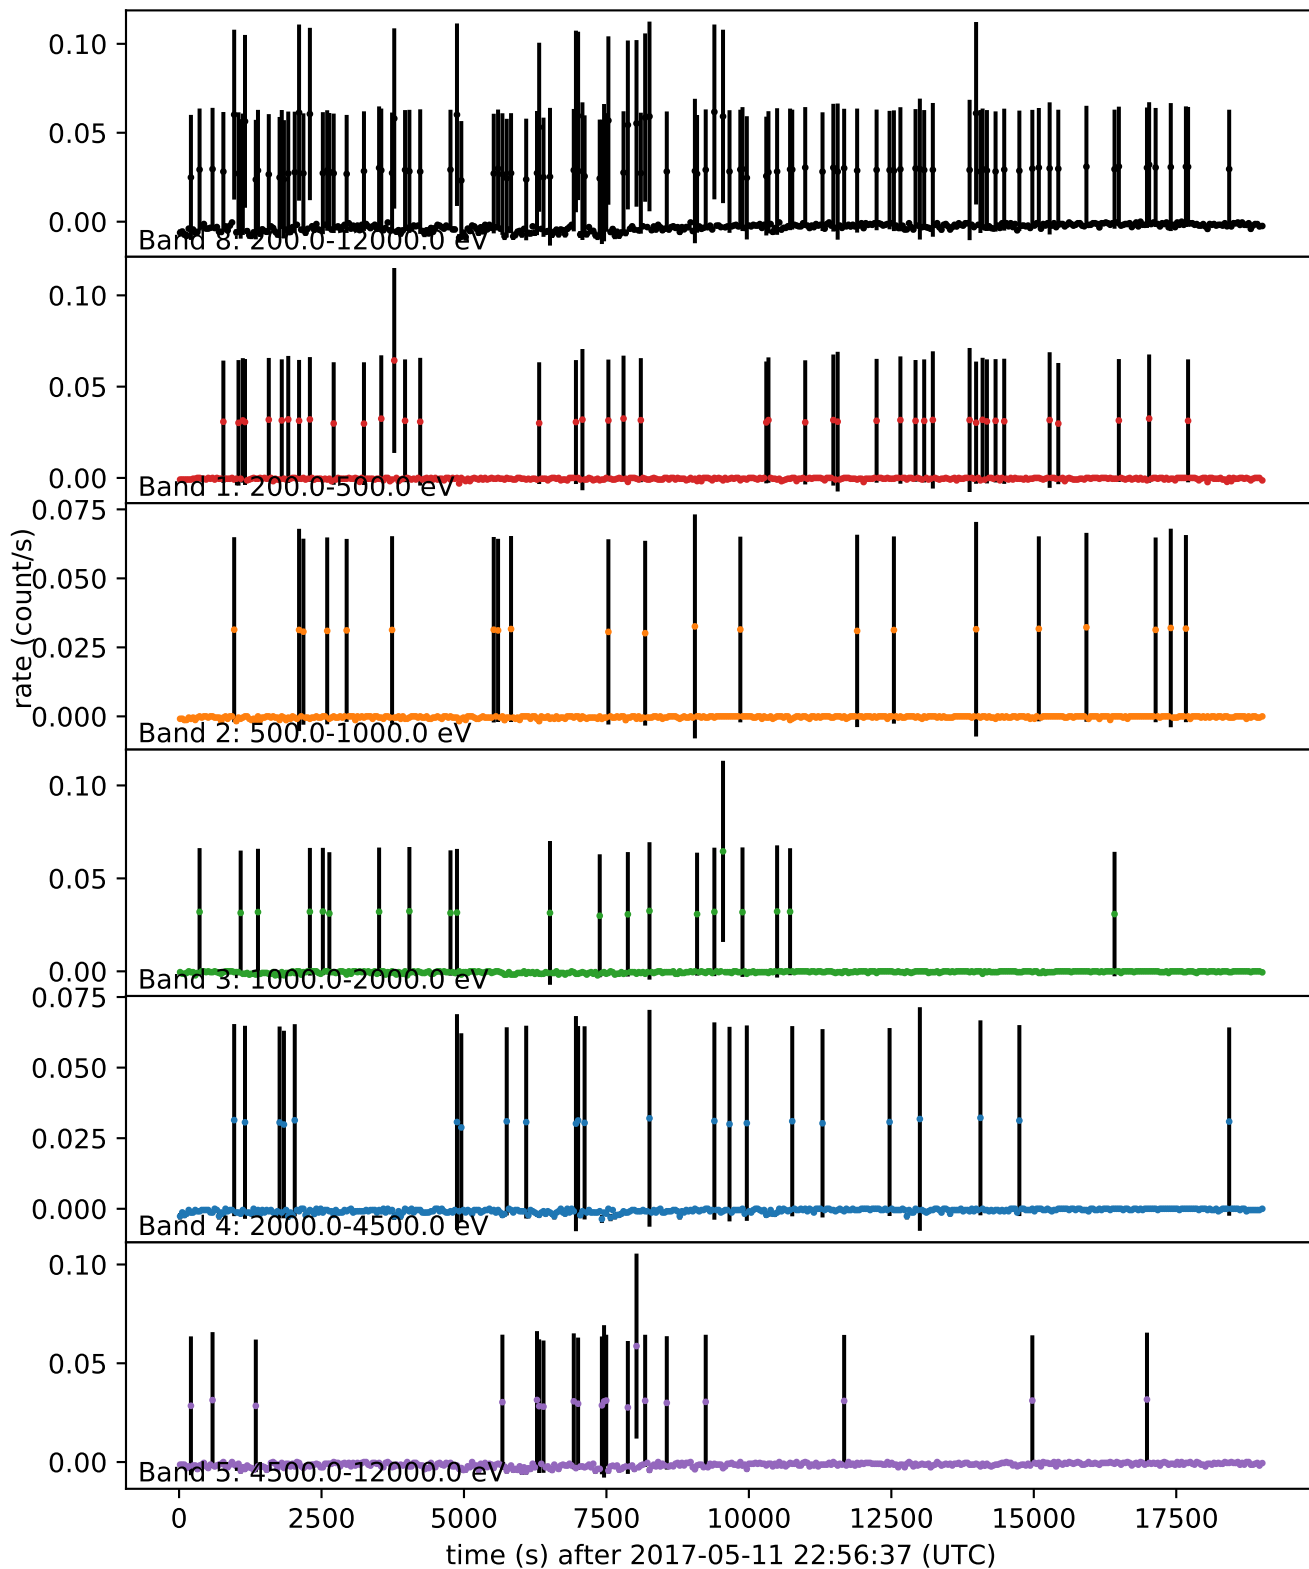 0.10
0.05
0.00
Band 8: 200.0-12000.0 eV
0.10
0.05
0.00
Band 1: 200.0-500.0 eV
rate (count/s)
0.075
0.050
0.025
0.000
Band 2: 500.0-1000.0 eV
0.10
0.05
0.00
Band 3: 1000.0-2000.0 eV
0.075
0.050
0.025
0.000
Band 4: 2000.0-4500.0 eV
0.10
0.05
0.00
Band 5: 4500.0-12000.0 eV
0 2500 5000 7500 10000 12500 15000 17500
time (s) after 2017-05-11 22:56:37 (UTC)